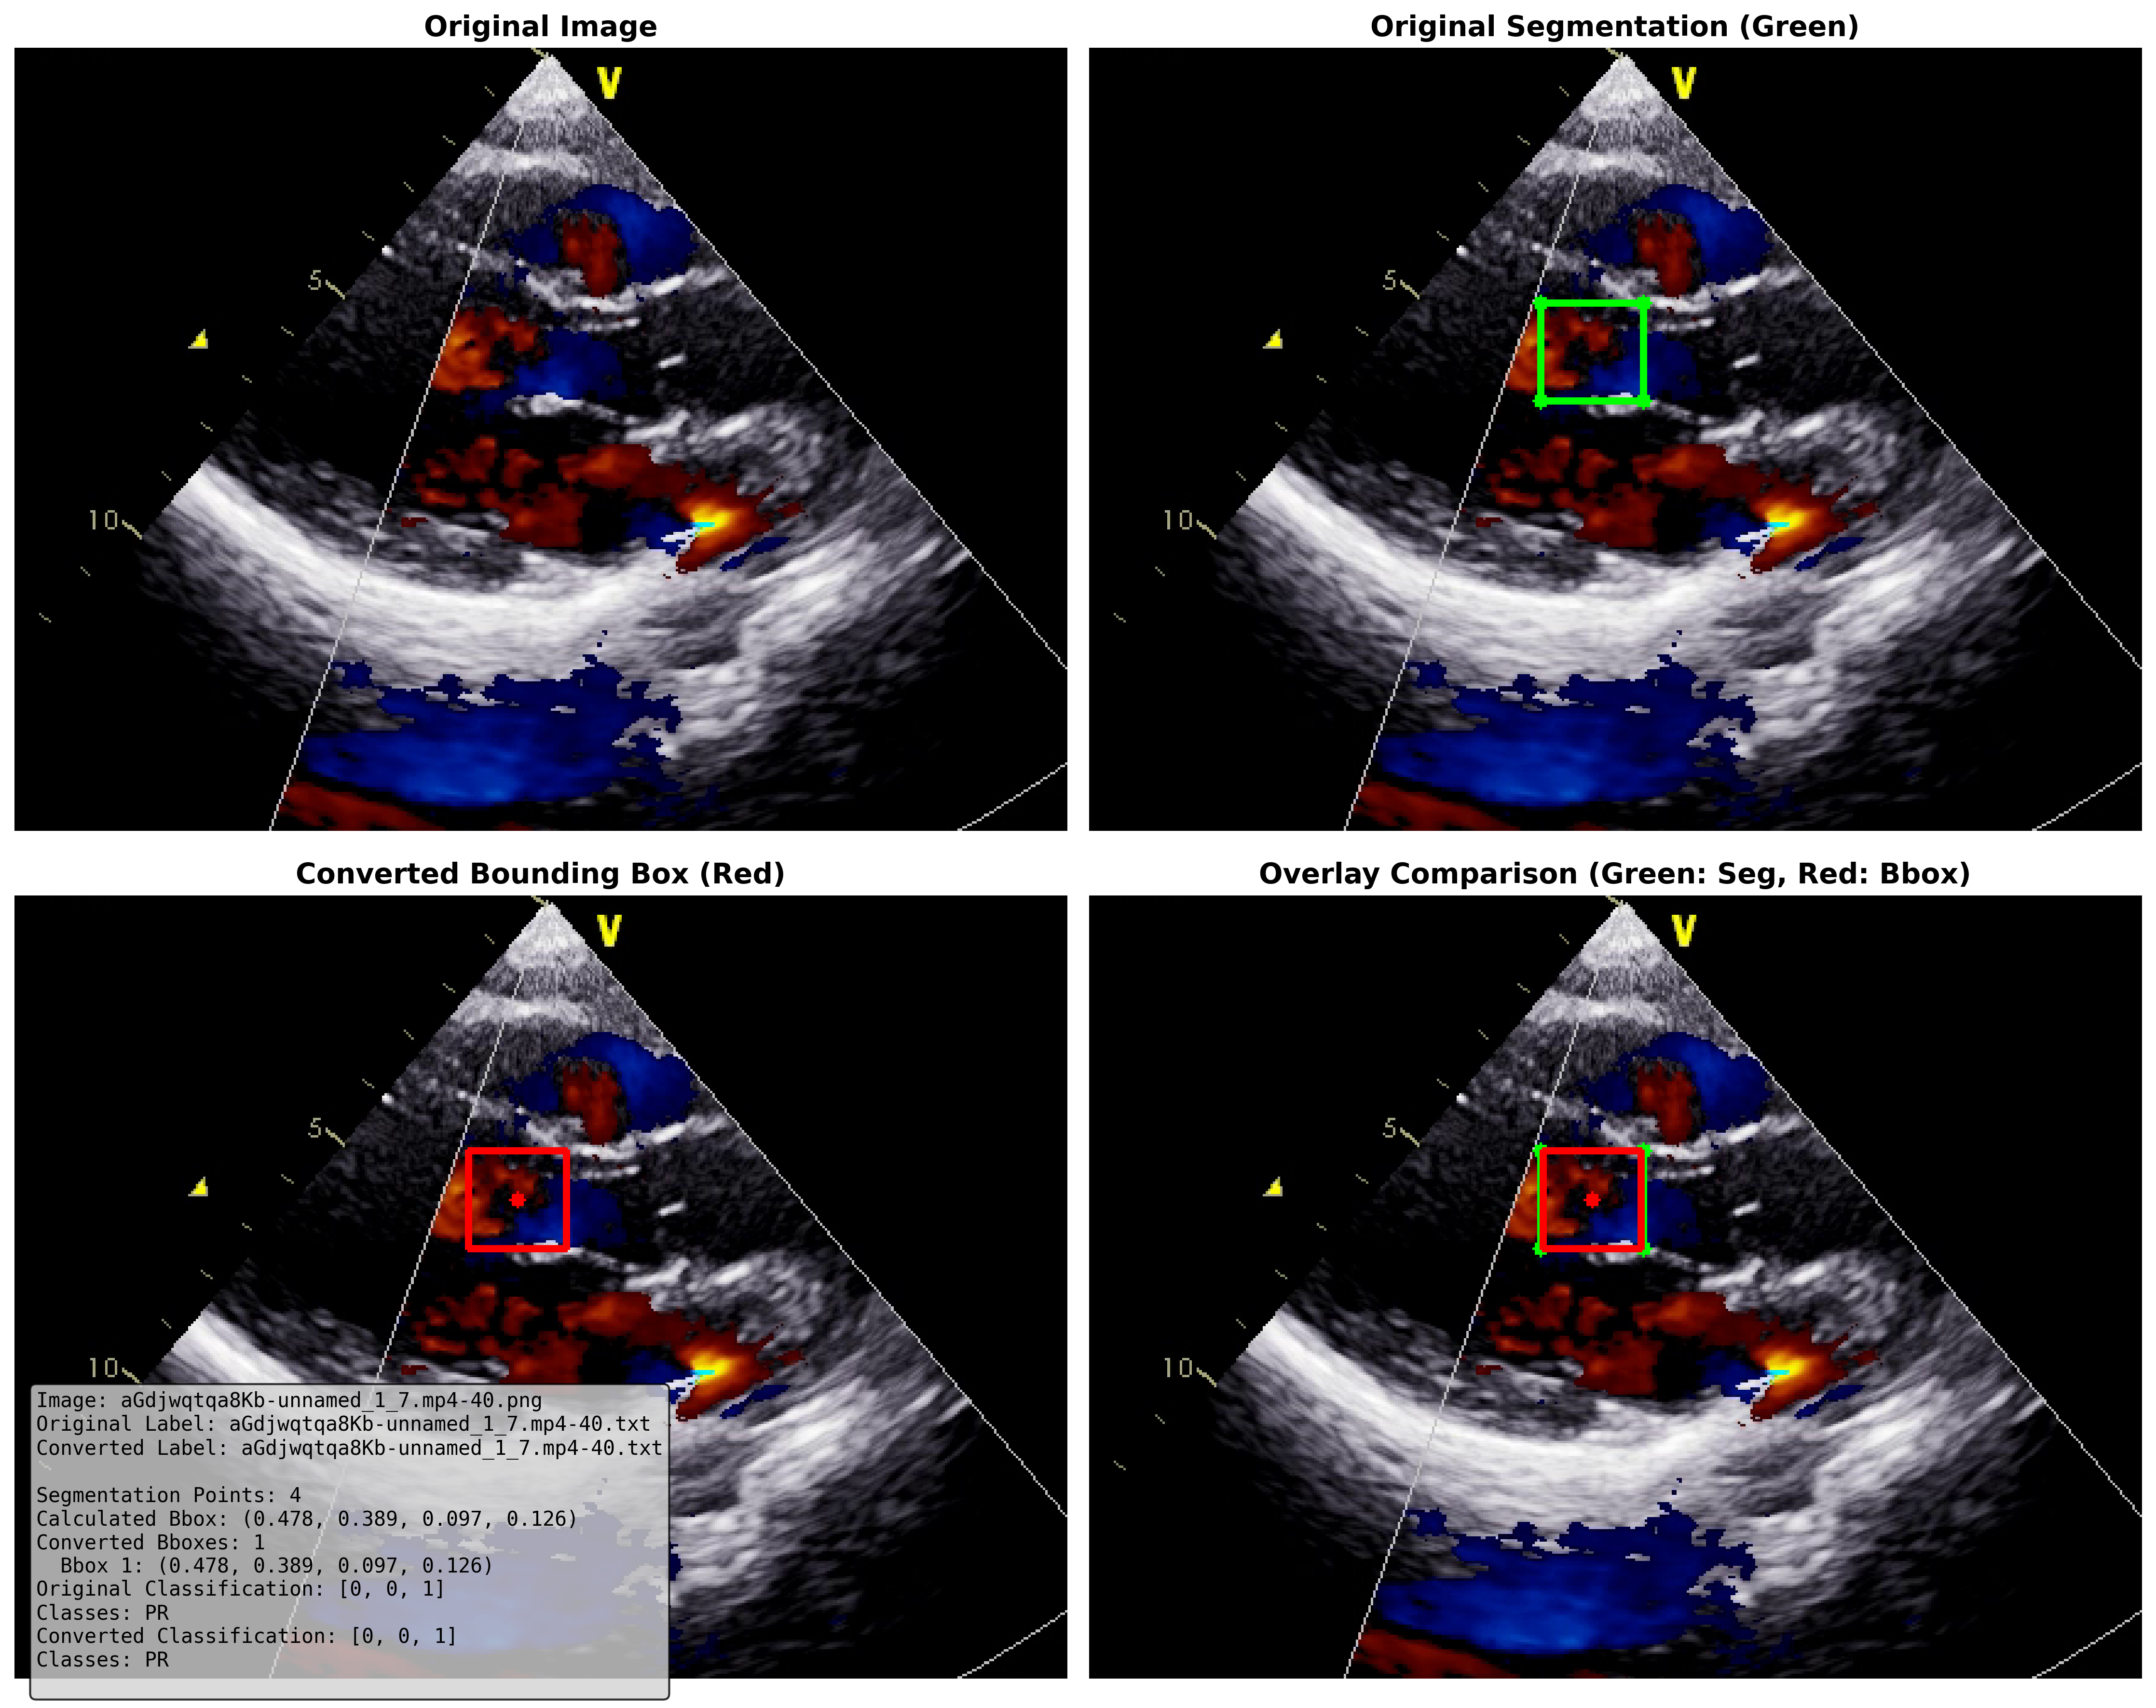 Original Image
Original Segmentation (Green)
V
5
10
V
5
10
Converted Bounding Box (Red)
Overlay Comparison (Green: Seg, Red: Bbox)
V
5
10
V
5
10
Image: aGdjwqtqa8Kb-unnamed_1_7.mp4-40.png
Original Label: aGdjwqtqa8Kb-unnamed_1_7.mp4-40.txt
Converted Label: aGdjwqtqa8Kb-unnamed_1_7.mp4-40.txt
Segmentation Points: 4
Calculated Bbox: (0.478, 0.389, 0.097, 0.126)
Converted Bboxes: 1
Bbox 1: (0.478, 0.389, 0.097, 0.126)
Original Classification: [0, 0, 1]
Classes: PR
Converted Classification: [0, 0, 1]
Classes: PR